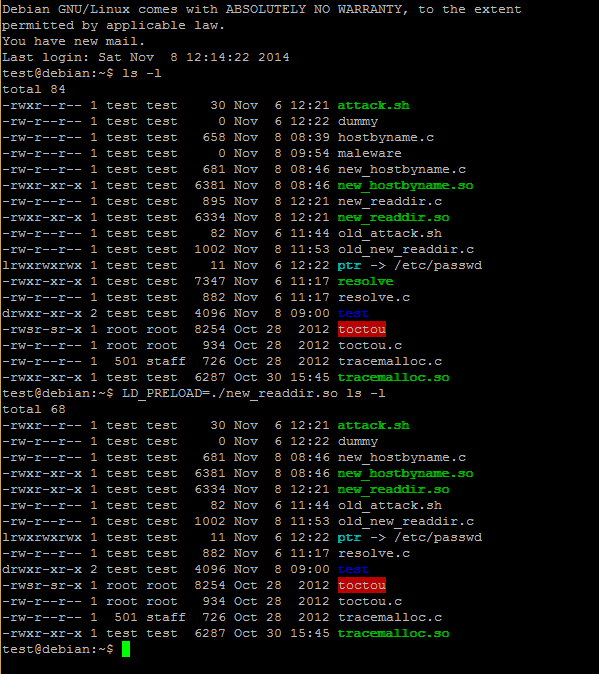 Debian GNU/Linux comes with ABSOLUTELY NO WARRANTY, to the extent
permitted by applicable law.
You have new mail.
Last login: Sat Nov  8 12:14:22 2014
test@debian:~$ ls -l
total 84
-rwxr--r-- 1 test test    30 Nov  6 12:21 attack.sh
-rw-r--r-- 1 test test     0 Nov  6 12:22 dummy
-rw-r--r-- 1 test test   658 Nov  8 08:39 hostbyname.c
-rw-r--r-- 1 test test     0 Nov  8 09:54 maleware
-rw-r--r-- 1 test test   681 Nov  8 08:46 new_hostbyname.c
-rwxr-xr-x 1 test test  6381 Nov  8 08:46 new_hostbyname.so
-rw-r--r-- 1 test test   895 Nov  8 12:21 new_readdir.c
-rwxr-xr-x 1 test test  6334 Nov  8 12:21 new_readdir.so
-rw-r--r-- 1 test test    82 Nov  6 11:44 old_attack.sh
-rw-r--r-- 1 test test  1002 Nov  8 11:53 old_new_readdir.c
lrwxrwxrwx 1 test test    11 Nov  6 12:22 ptr -> /etc/passwd
-rwxr-xr-x 1 test test  7347 Nov  6 11:17 resolve
-rw-r--r-- 1 test test   882 Nov  6 11:17 resolve.c
drwxr-xr-x 2 test test  4096 Nov  8 09:00 test
-rwsr-sr-x 1 root root  8254 Oct 28  2012 toctou
-rw-r--r-- 1 root root   934 Oct 28  2012 toctou.c
-rw-r--r-- 1  501 staff  726 Oct 28  2012 tracemalloc.c
-rwxr-xr-x 1 test test  6287 Oct 30 15:45 tracemalloc.so
test@debian:~$ LD_PRELOAD=./new_readdir.so ls -l
total 68
-rwxr--r-- 1 test test    30 Nov  6 12:21 attack.sh
-rw-r--r-- 1 test test     0 Nov  6 12:22 dummy
-rw-r--r-- 1 test test   681 Nov  8 08:46 new_hostbyname.c
-rwxr-xr-x 1 test test  6381 Nov  8 08:46 new_hostbyname.so
-rwxr-xr-x 1 test test  6334 Nov  8 12:21 new_readdir.so
-rw-r--r-- 1 test test    82 Nov  6 11:44 old_attack.sh
-rw-r--r-- 1 test test  1002 Nov  8 11:53 old_new_readdir.c
lrwxrwxrwx 1 test test    11 Nov  6 12:22 ptr -> /etc/passwd
-rw-r--r-- 1 test test   882 Nov  6 11:17 resolve.c
drwxr-xr-x 2 test test  4096 Nov  8 09:00 test
-rwsr-sr-x 1 root root  8254 Oct 28  2012 toctou
-rw-r--r-- 1 root root   934 Oct 28  2012 toctou.c
-rw-r--r-- 1  501 staff  726 Oct 28  2012 tracemalloc.c
-rwxr-xr-x 1 test test  6287 Oct 30 15:45 tracemalloc.so
test@debian:~$